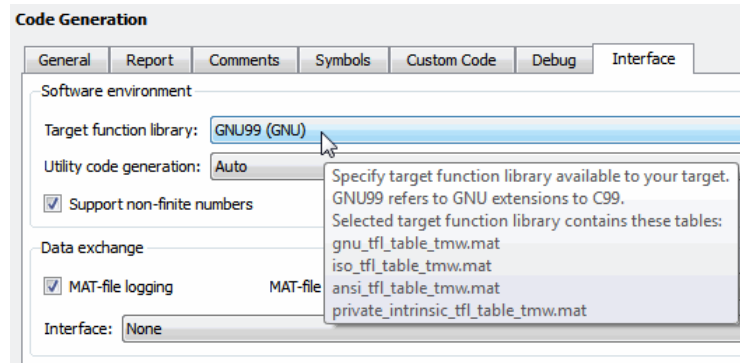 Code Generation
General Report Comments Symbols Custom Code Debug Interface
Software environment
Target function library: GNU99 (GNU)
Utility code generation: Auto
Specify target function library available to your target.
GNU99 refers to GNU extensions to C99.
Support non-finite numbers
Selected target function library contains these tables:
gnu_tfl_table_tmw.mat
Data exchange
iso_tfl_table_tmw.mat
MAT-file logging MAT-file
ansi_tfl_table_tmw.mat
private_intrinsic_tfl_table_tmw.mat
Interface: None